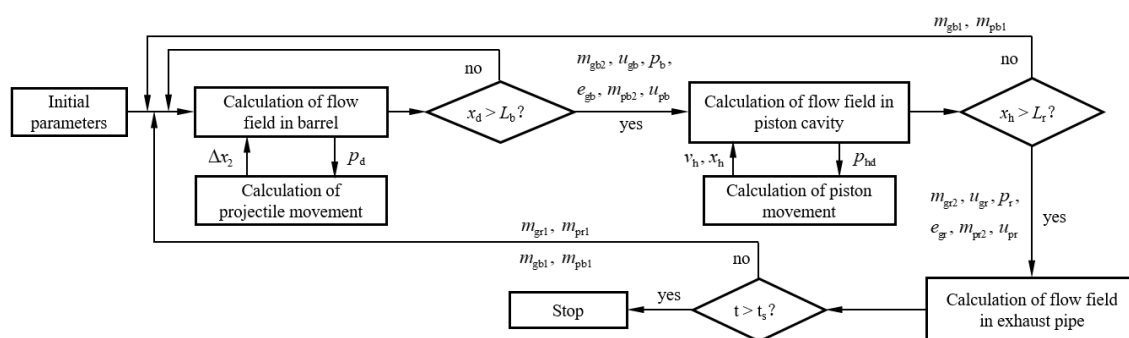 m_gb1, m_pb1
no
no
m_gb2, u_gb, p_b,
e_gb, m_pb2, u_pb
yes
Initial
parameters
Calculation of flow
field in barrel
x_d > L_b?
Calculation of flow field in
piston cavity
x_h > L_r?
Δx_2
p_d
v_h, x_h
p_hd
Calculation of
projectile movement
Calculation of piston
movement
m_gr2, u_gr, p_r,
e_gr, m_pr2, u_pr
yes
m_gr1, m_pr1
m_gb1, m_pb1
no
Stop
yes
t > t_s?
Calculation of flow field
in exhaust pipe